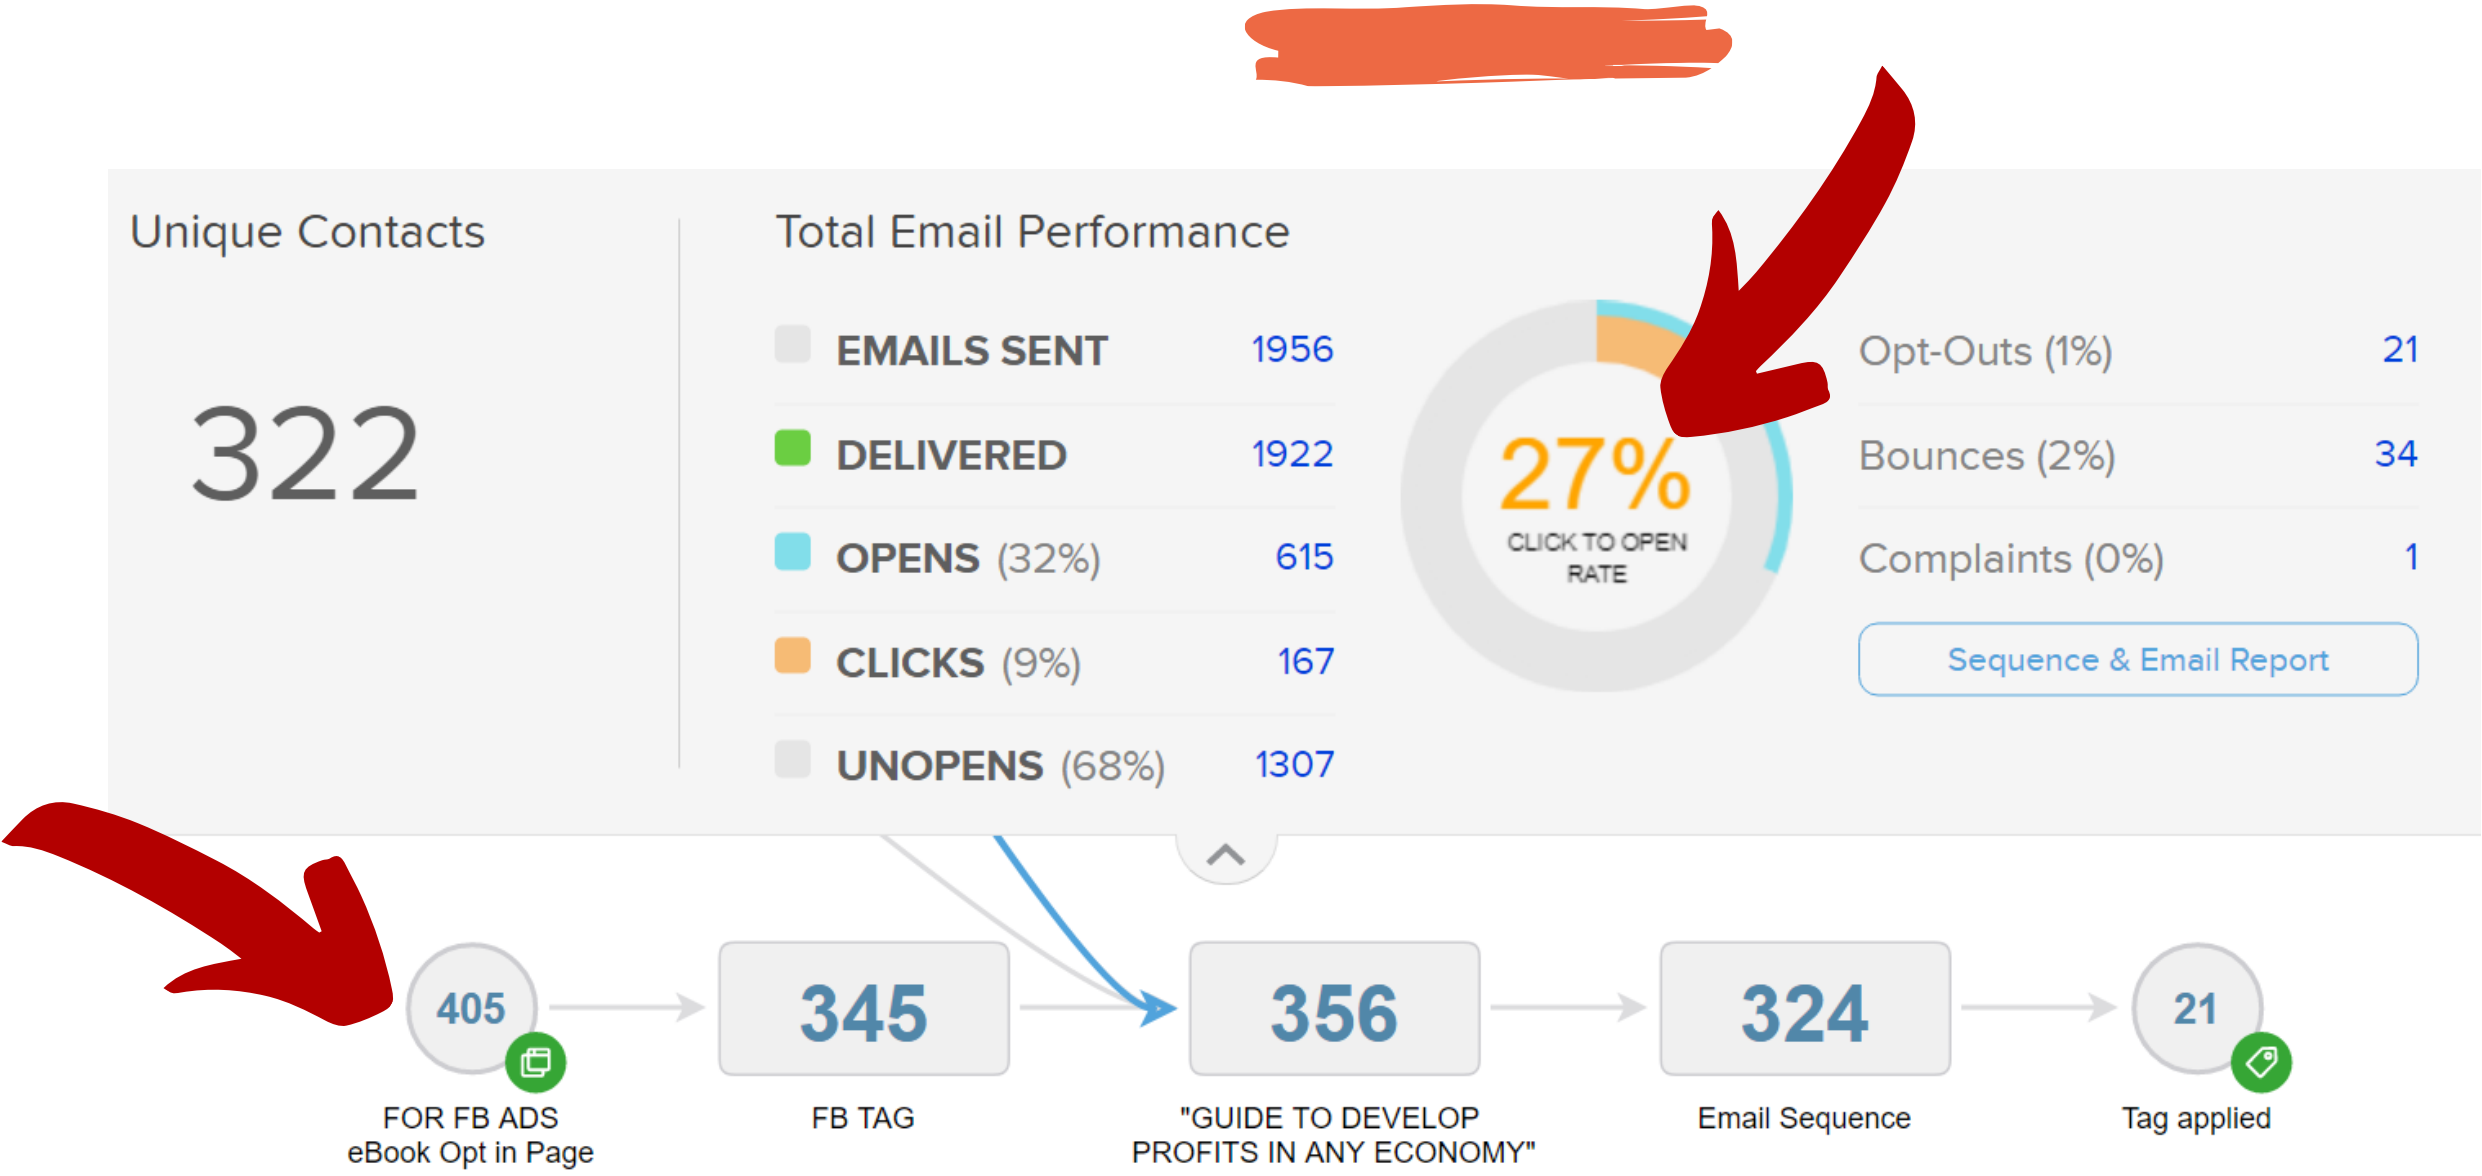 Unique Contacts
322
Total Email Performance
EMAILS SENT 1956
DELIVERED 1922
OPENS (32%) 615
CLICKS (9%) 167
UNOPENS (68%) 1307
27%
CLICK TO OPEN
RATE
Opt-Outs (1%) 21
Bounces (2%) 34
Complaints (0%) 1
Sequence & Email Report
405
FOR FB ADS
eBook Opt in Page
345
FB TAG
356
"GUIDE TO DEVELOP
PROFITS IN ANY ECONOMY"
324
Email Sequence
21
Tag applied